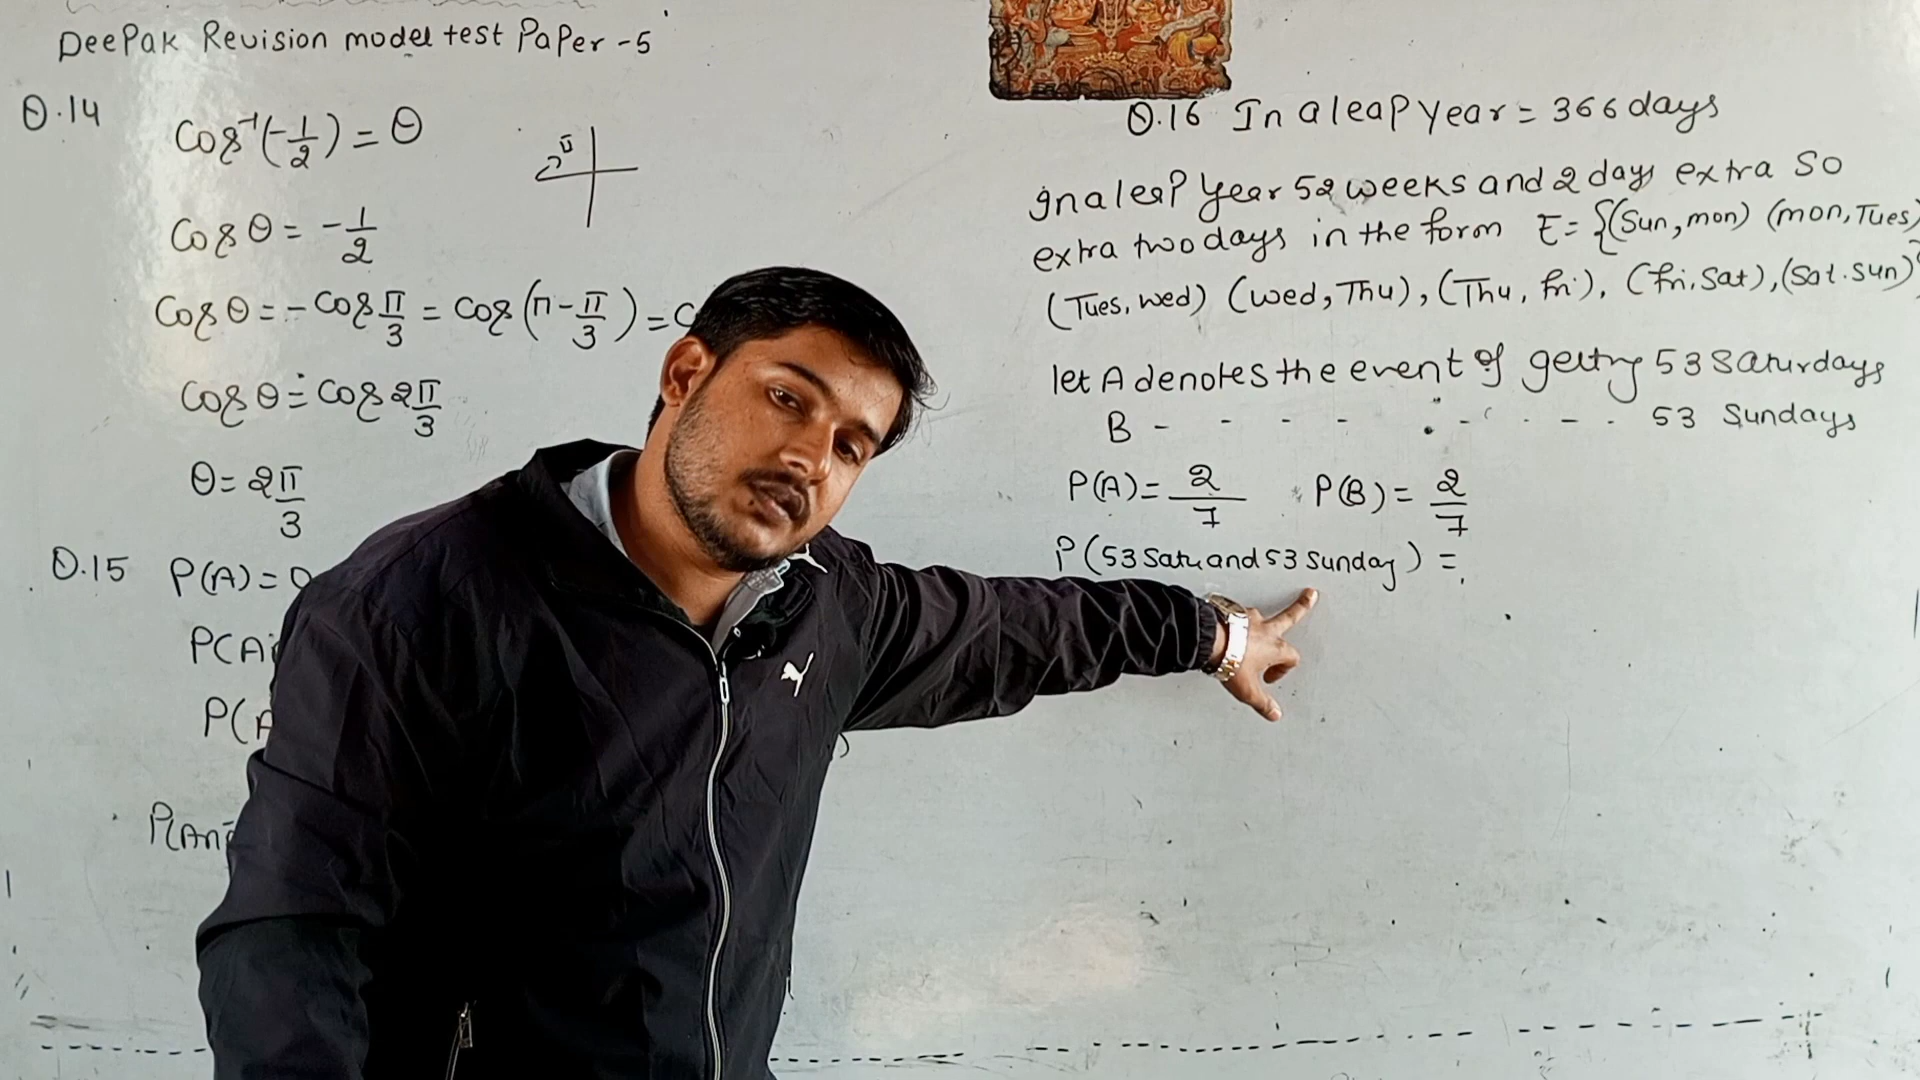 DeePak Revision model test PaPer -5
Q.14
Cos⁻¹(-1/2) = θ
II
Cos θ = -1/2
Cos θ = - Cos π/3 = Cos (π - π/3) = C
Cos θ = Cos 2π/3
θ = 2π/3
Q.15 P(A) = 0
P(A
P(A
P(An
Q.16 In a leap year = 366 days
In a leap year 52 weeks and 2 days extra So
extra two days in the form E = {(Sun, mon) (mon, Tues)
(Tues, wed) (wed, Thu), (Thu, fri), (fri, Sat), (Sat. Sun)}
let A denotes the event of getting 53 Saturdays
B - - - - - - - - 53 Sundays
P(A) = 2/7 P(B) = 2/7
P(53 Satu and 53 Sunday) =